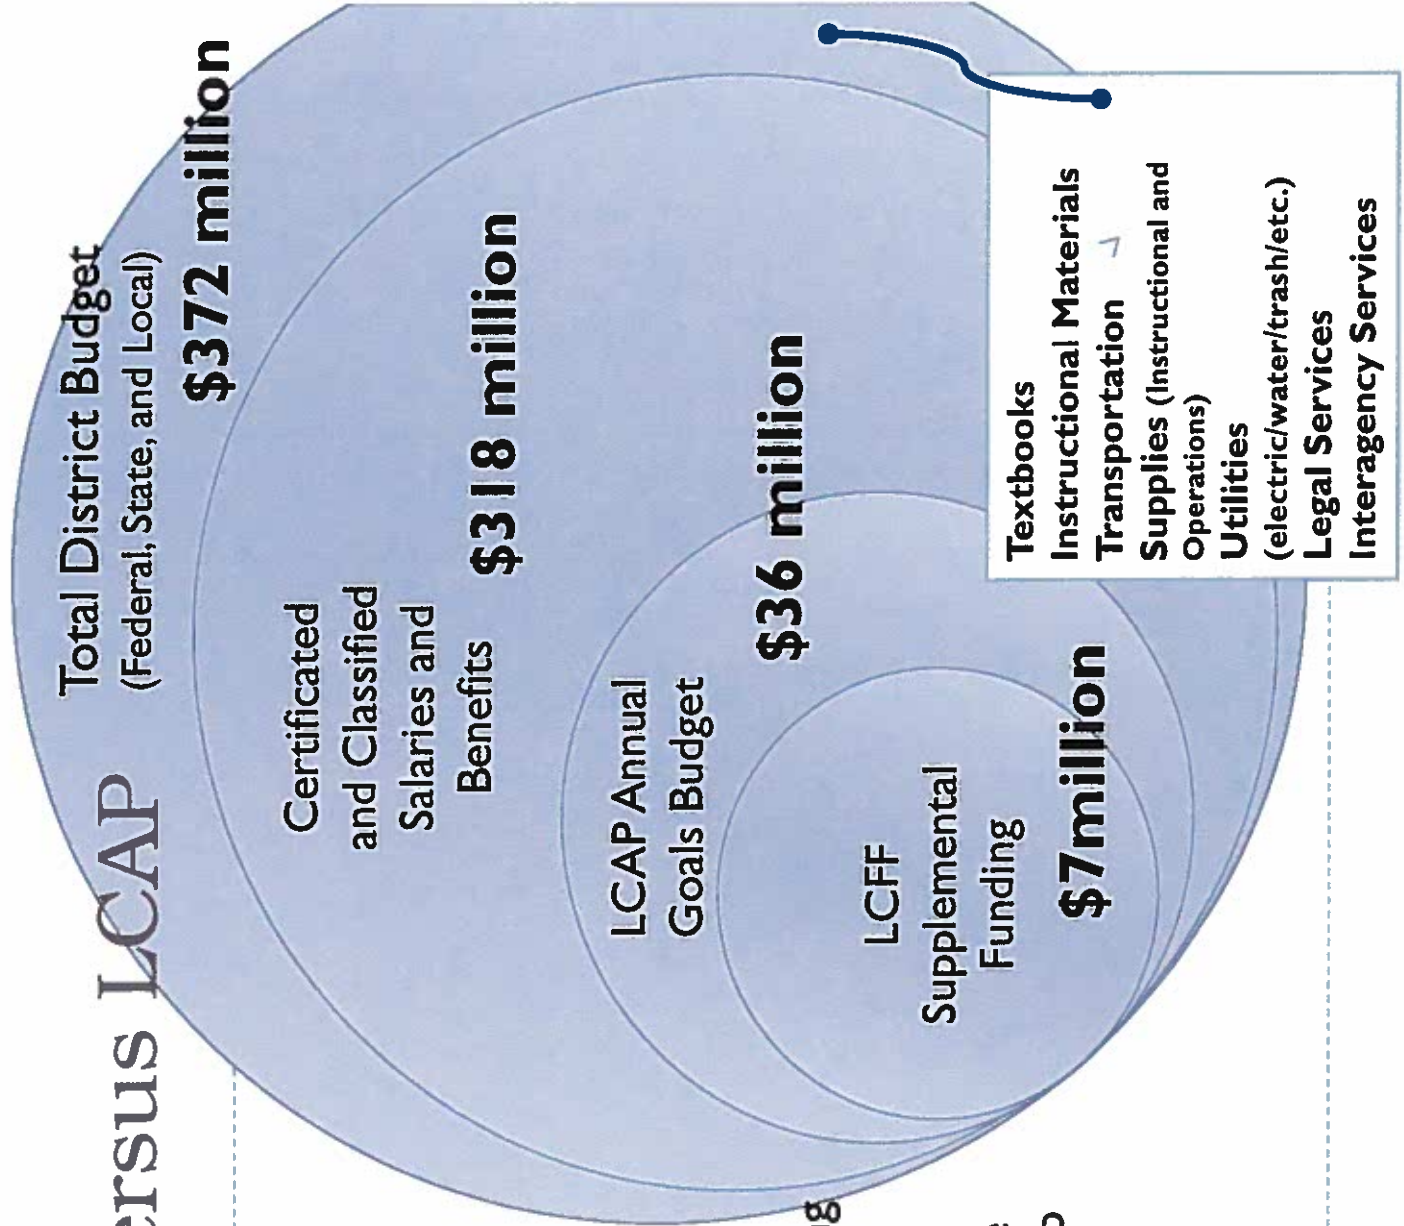 ersus LCAP
Total District Budget
(Federal, State, and Local)
$372 million
Certificated
and Classified
Salaries and
Benefits
$318 million
LCAP Annual
Goals Budget
$36 million
LCFF
Supplemental
Funding
$7million
Textbooks
Instructional Materials
Transportation
Supplies (Instructional and
Operations)
Utilities
(electric/water/trash/etc.)
Legal Services
Interagency Services
g